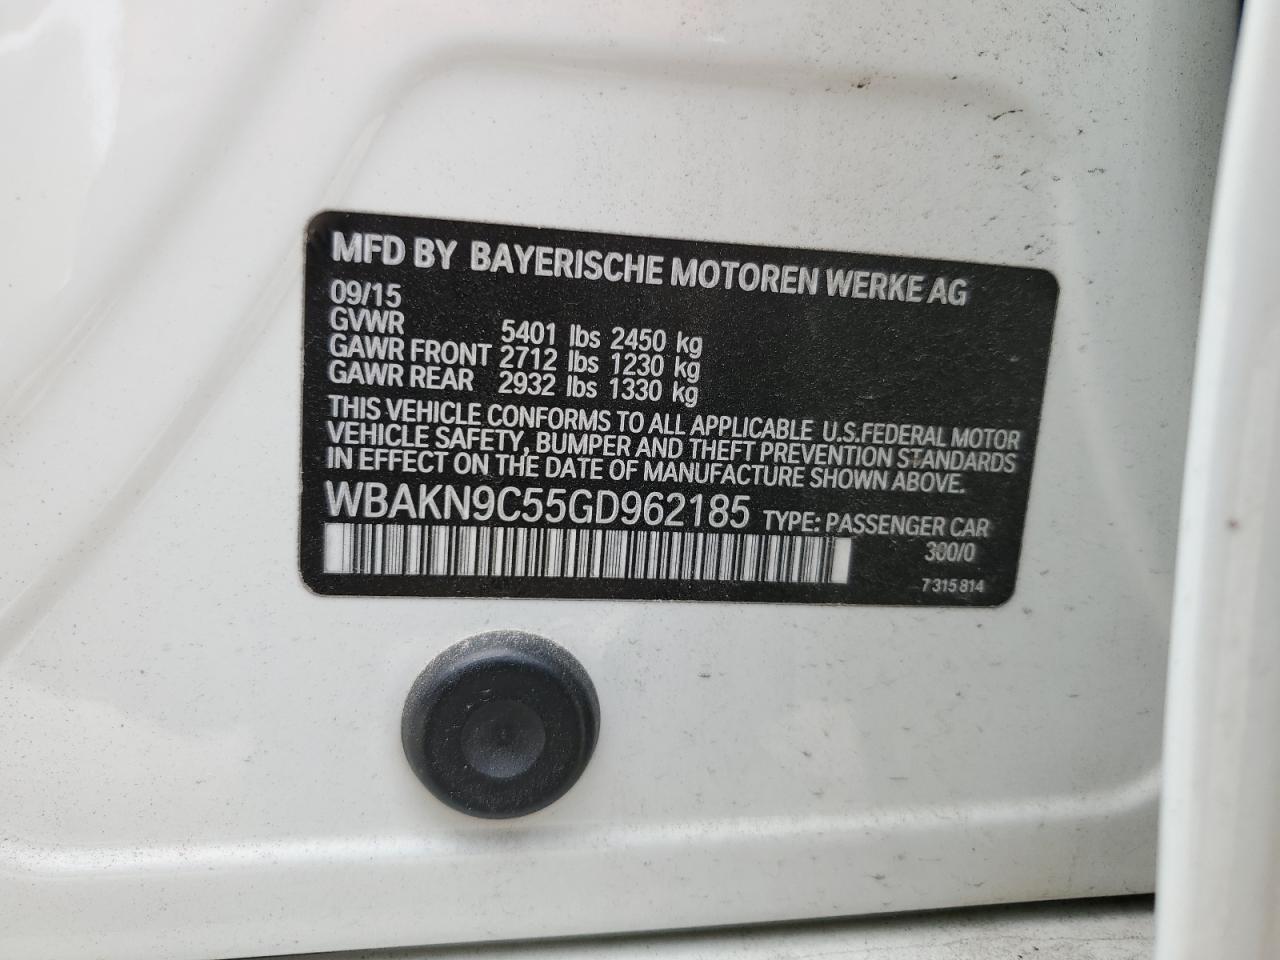 MFD BY BAYERISCHE MOTOREN WERKE AG
09/15
GVWR 5401 lbs 2450 kg
GAWR FRONT 2712 lbs 1230 kg
GAWR REAR 2932 lbs 1330 kg
THIS VEHICLE CONFORMS TO ALL APPLICABLE U.S.FEDERAL MOTOR
VEHICLE SAFETY, BUMPER AND THEFT PREVENTION STANDARDS
IN EFFECT ON THE DATE OF MANUFACTURE SHOWN ABOVE.
WBAKN9C55GD962185 TYPE: PASSENGER CAR
300/0
7 315 814